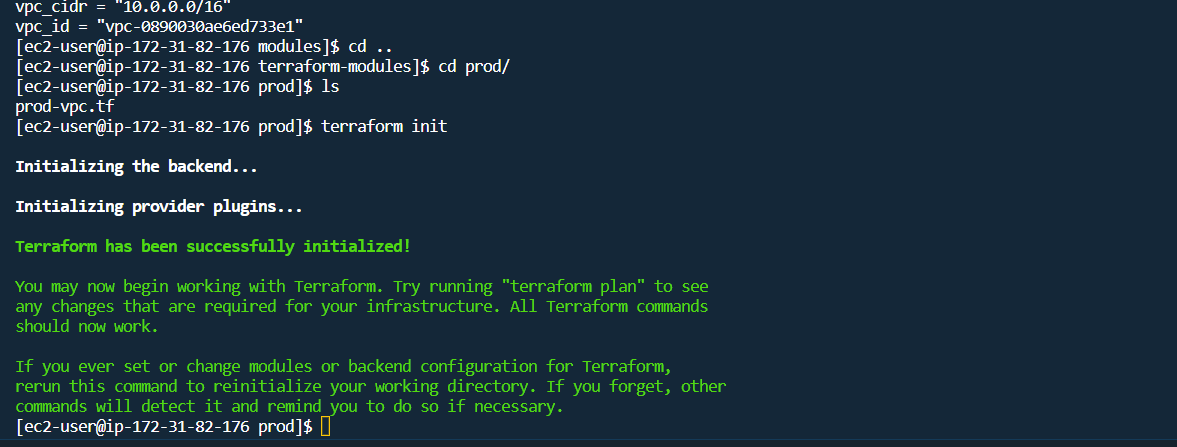 vpc_cidr = "10.0.0.0/16"
vpc_id = "vpc-0890030ae6ed733e1"
[ec2-user@ip-172-31-82-176 modules]$ cd ..
[ec2-user@ip-172-31-82-176 terraform-modules]$ cd prod/
[ec2-user@ip-172-31-82-176 prod]$ ls
prod-vpc.tf
[ec2-user@ip-172-31-82-176 prod]$ terraform init
Initializing the backend...
Initializing provider plugins...
Terraform has been successfully initialized!
You may now begin working with Terraform. Try running "terraform plan" to see
any changes that are required for your infrastructure. All Terraform commands
should now work.
If you ever set or change modules or backend configuration for Terraform,
rerun this command to reinitialize your working directory. If you forget, other
commands will detect it and remind you to do so if necessary.
[ec2-user@ip-172-31-82-176 prod]$